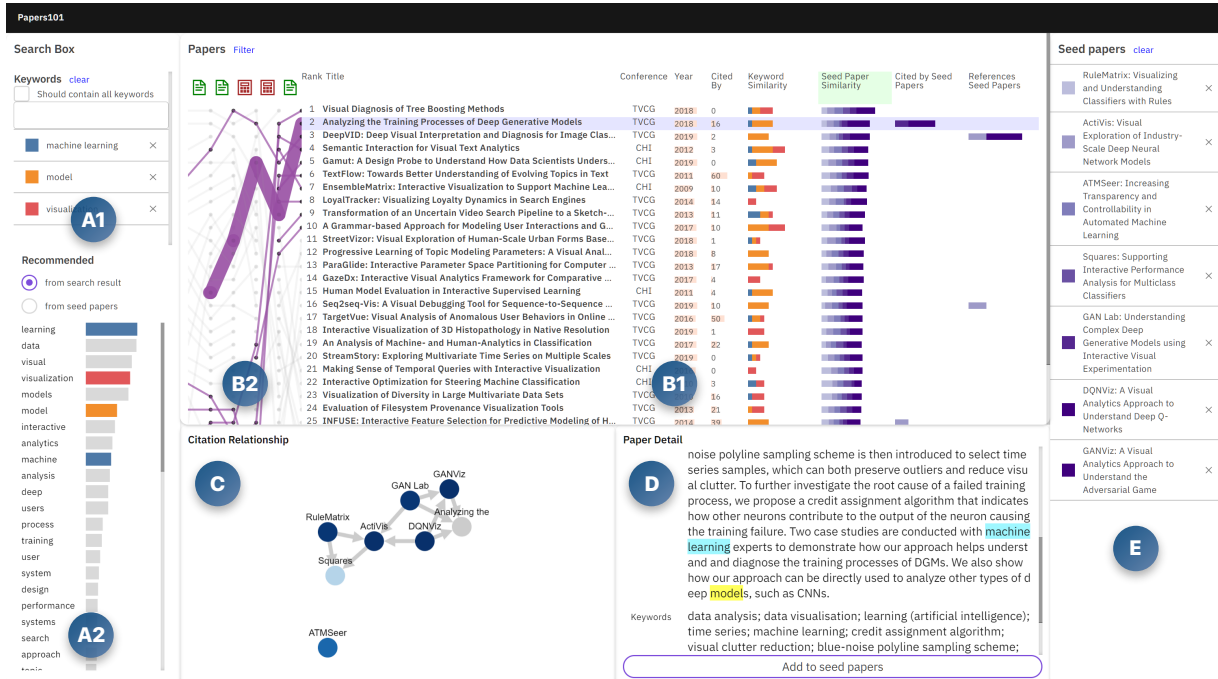 Papers101
Search Box
Keywords clear
Should contain all keywords
machine learning ×
model ×
A1 ×
Recommended
from search result
from seed papers
learning
data
visual
visualization
models
model
interactive
analytics
machine
analysis
deep
users
process
training
user
system
design
performance
systems
search
approach
A2
Papers Filter
Rank Title Conference Year Cited By Keyword Similarity Seed Paper Similarity Cited by Seed Papers References Seed Papers
1 Visual Diagnosis of Tree Boosting Methods TVCG 2018 0
2 Analyzing the Training Processes of Deep Generative Models TVCG 2018 16
3 DeepVID: Deep Visual Interpretation and Diagnosis for Image Clas... TVCG 2019 2
4 Semantic Interaction for Visual Text Analytics CHI 2012 3
5 Gamut: A Design Probe to Understand How Data Scientists Unders... CHI 2019 0
6 TextFlow: Towards Better Understanding of Evolving Topics in Text TVCG 2011 60
7 EnsembleMatrix: Interactive Visualization to Support Machine Lea... CHI 2009 10
8 LoyalTracker: Visualizing Loyalty Dynamics in Search Engines TVCG 2014 14
9 Transformation of an Uncertain Video Search Pipeline to a Sketch-... TVCG 2013 11
10 A Grammar-based Approach for Modeling User Interactions and G... TVCG 2017 10
11 StreetVizor: Visual Exploration of Human-Scale Urban Forms Base... TVCG 2018 1
12 Progressive Learning of Topic Modeling Parameters: A Visual Anal... TVCG 2018 8
13 ParaGlide: Interactive Parameter Space Partitioning for Computer ... TVCG 2013 17
14 GazeDx: Interactive Visual Analytics Framework for Comparative ... TVCG 2017 4
15 Human Model Evaluation in Interactive Supervised Learning CHI 2011 4
16 Seq2seq-Vis: A Visual Debugging Tool for Sequence-to-Sequence ... TVCG 2019 10
17 TargetVue: Visual Analysis of Anomalous User Behaviors in Online ... TVCG 2016 50
18 Interactive Visualization of 3D Histopathology in Native Resolution TVCG 2019 1
19 An Analysis of Machine- and Human-Analytics in Classification TVCG 2017 22
20 StreamStory: Exploring Multivariate Time Series on Multiple Scales TVCG 2019 0
21 Making Sense of Temporal Queries with Interactive Visualization CHI 0
22 Interactive Optimization for Steering Machine Classification CHI 3
23 Visualization of Diversity in Large Multivariate Data Sets TVCG 16
24 Evaluation of Filesystem Provenance Visualization Tools TVCG 2013 21
25 INFUSE: Interactive Feature Selection for Predictive Modeling of H... TVCG 2014 39
B2
B1
Citation Relationship
C
GANViz
GAN Lab
Analyzing the
RuleMatrix
ActiVis
DQNViz
Squares
ATMSeer
Paper Detail
D
noise polyline sampling scheme is then introduced to select time
series samples, which can both preserve outliers and reduce visu
al clutter. To further investigate the root cause of a failed training
process, we propose a credit assignment algorithm that indicates
how other neurons contribute to the output of the neuron causing
the training failure. Two case studies are conducted with machine
learning experts to demonstrate how our approach helps underst
and and diagnose the training processes of DGMs. We also show
how our approach can be directly used to analyze other types of d
eep models, such as CNNs.
Keywords data analysis; data visualisation; learning (artificial intelligence);
time series; machine learning; credit assignment algorithm;
visual clutter reduction; blue-noise polyline sampling scheme;
Add to seed papers
Seed papers clear
RuleMatrix: Visualizing
and Understanding ×
Classifiers with Rules
ActiVis: Visual
Exploration of Industry-
Scale Deep Neural ×
Network Models
ATMSeer: Increasing
Transparency and
Controllability in ×
Automated Machine
Learning
Squares: Supporting
Interactive Performance ×
Analysis for Multiclass
Classifiers
GAN Lab: Understanding
Complex Deep
Generative Models using ×
Interactive Visual
Experimentation
DQNViz: A Visual
Analytics Approach to ×
Understand Deep Q-
Networks
GANViz: A Visual
Analytics Approach to ×
Understand the
Adversarial Game
E